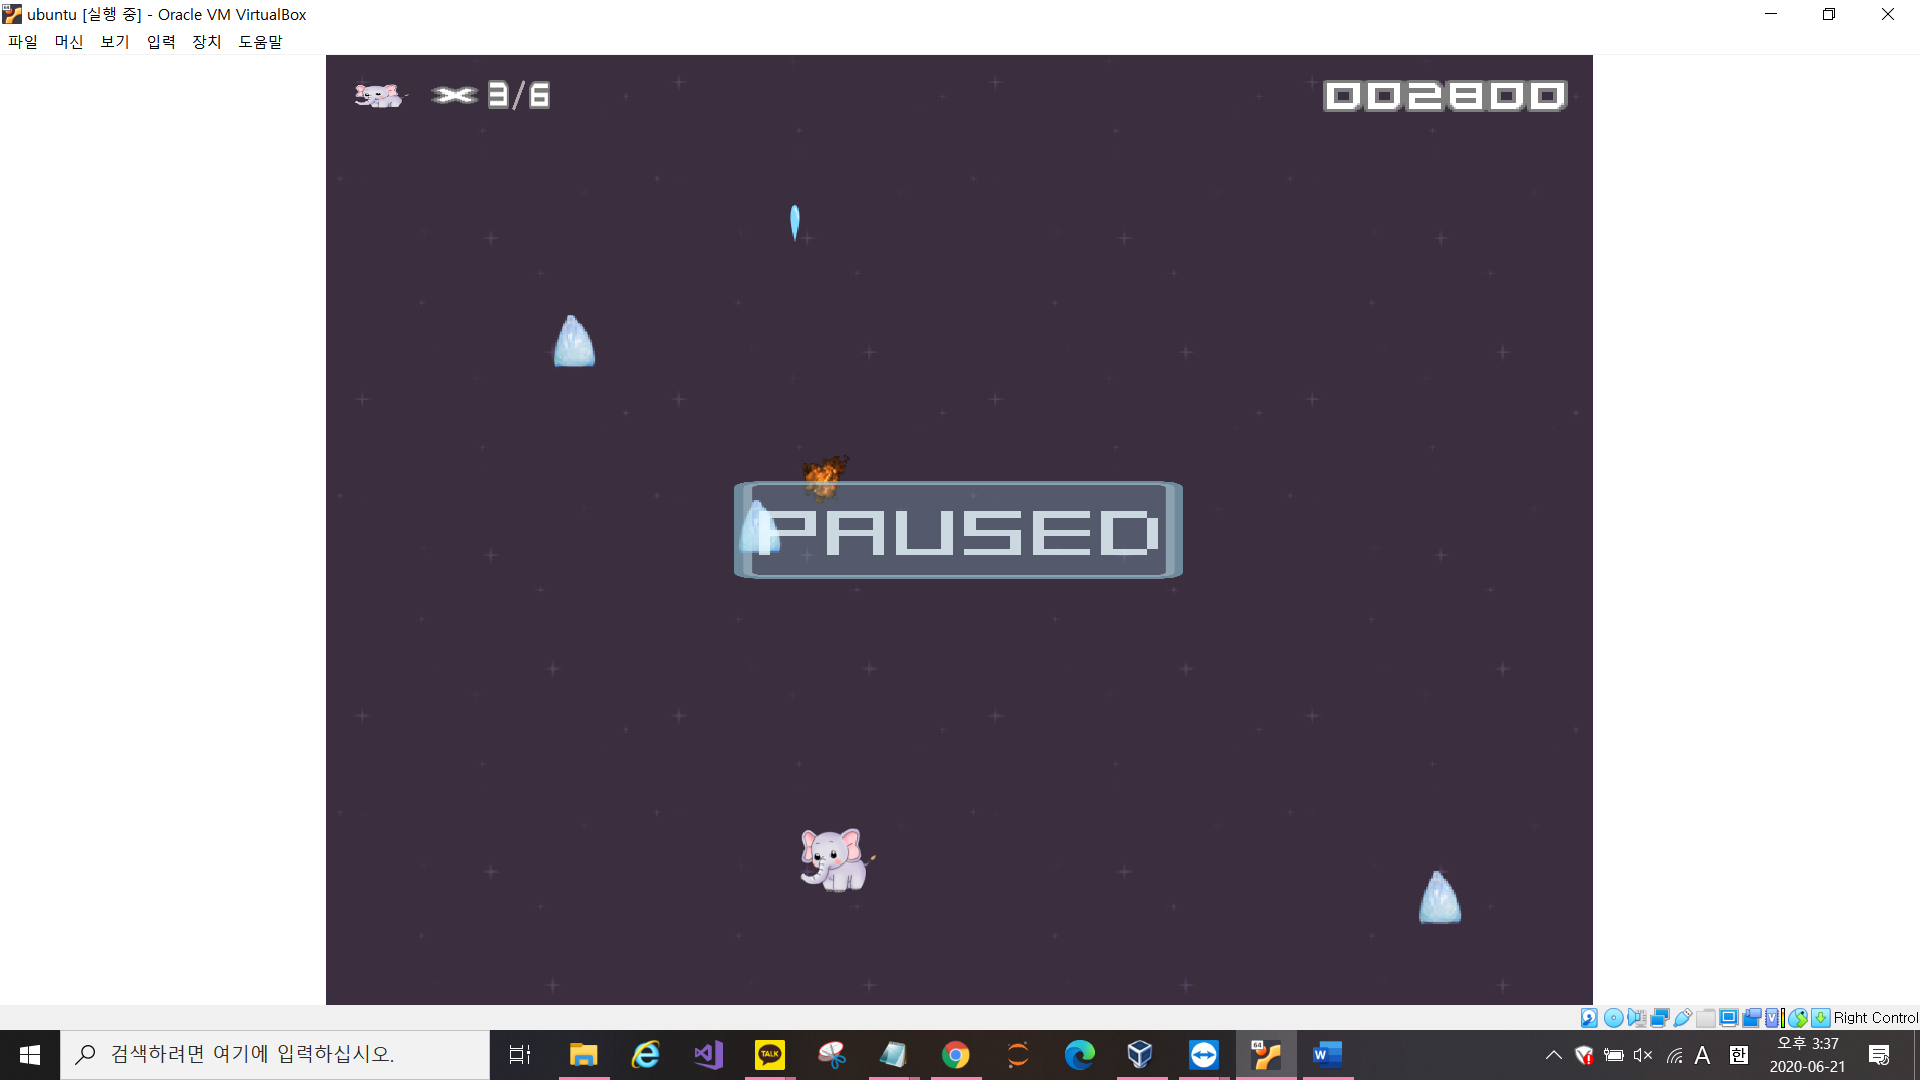 ubuntu [실행 중] - Oracle VM VirtualBox
파일 머신 보기 입력 장치 도움말
3/6
002800
PAUSED
Right Control
검색하려면 여기에 입력하십시오.
TALK
64
W
A 한
오후 3:37
2020-06-21